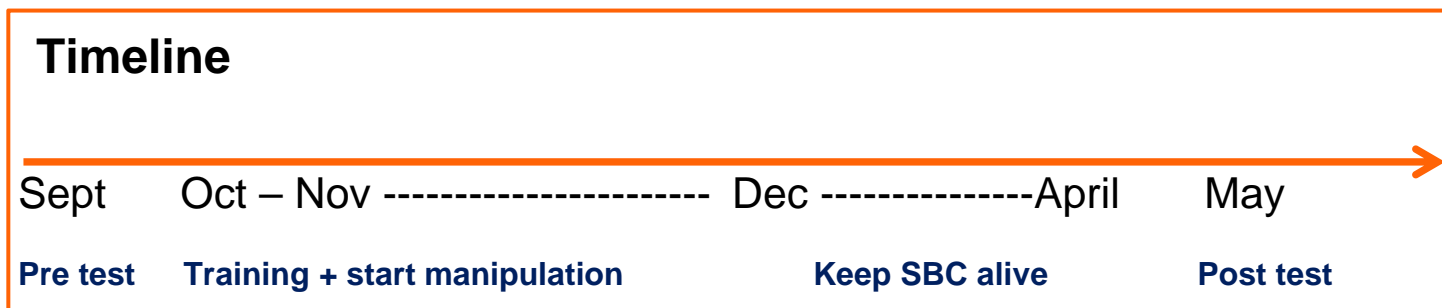 Timeline
Sept Oct – Nov ----------------------- Dec ---------------April May
Pre test Training + start manipulation Keep SBC alive Post test